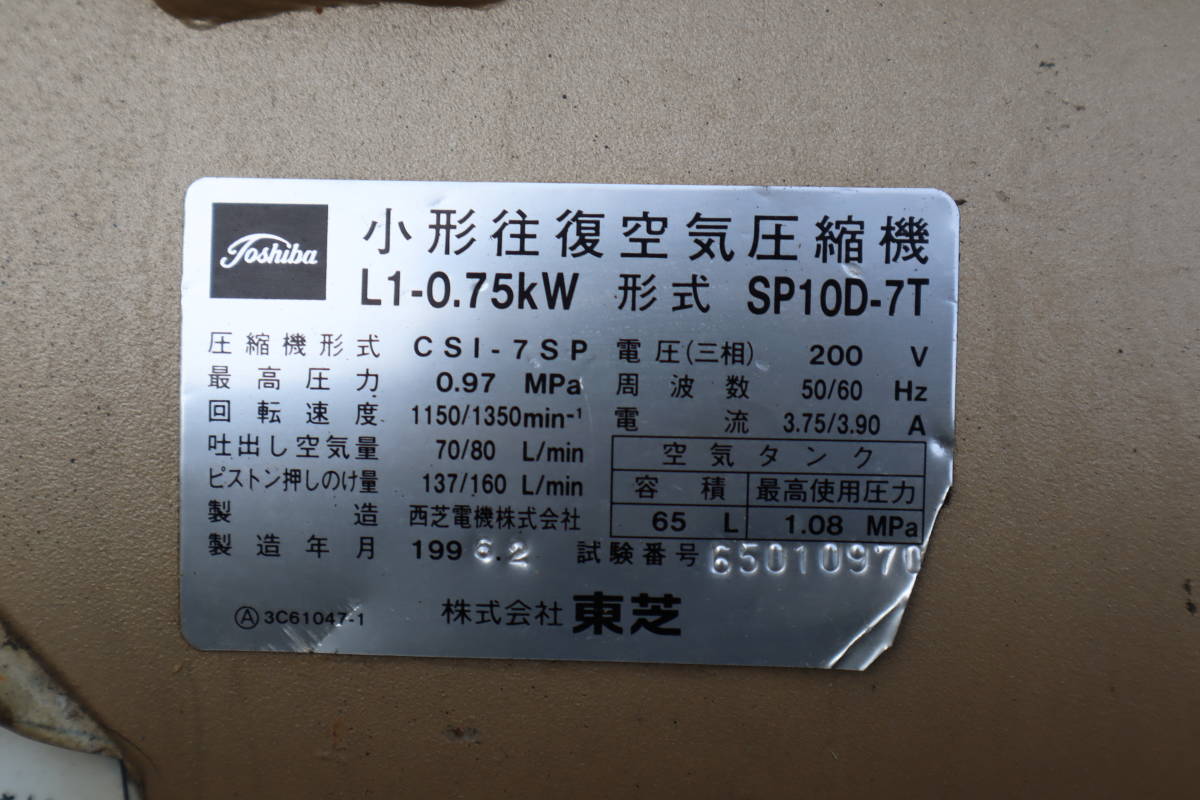 Toshiba
小形往復空気圧縮機
L1-0.75kW 形式 SP10D-7T
圧縮機形式 CSI-7SP
最高圧力 0.97 MPa
回転速度 1150/1350min⁻¹
吐出し空気量 70/80 L/min
ピストン押しのけ量 137/160 L/min
製造 西芝電機株式会社
製造年月 1996.2
電圧(三相) 200 V
周波数 50/60 Hz
電流 3.75/3.90 A
空気タンク
容積 最高使用圧力
65 L 1.08 MPa
試験番号 65010970
Ⓐ 3C61047-1
株式会社 東芝